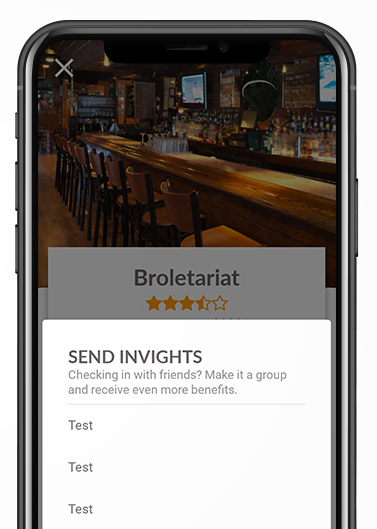 Broletariat
SEND INVIGHTS
Checking in with friends? Make it a group
and receive even more benefits.
Test
Test
Test